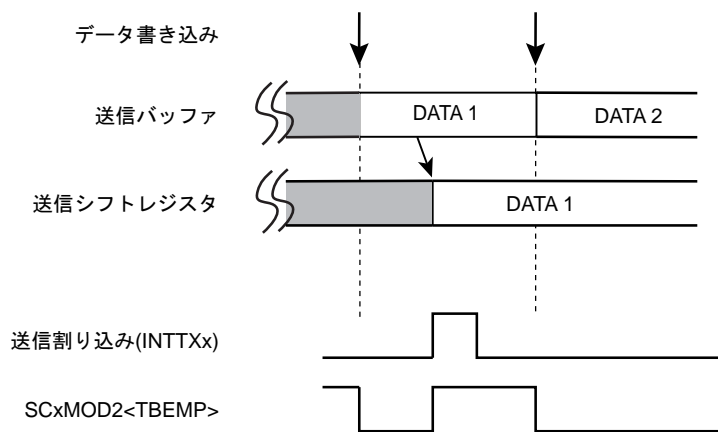 データ書き込み
送信バッファ
DATA 1
DATA 2
送信シフトレジスタ
DATA 1
送信割り込み(INTTXx)
SCxMOD2<TBEMP>